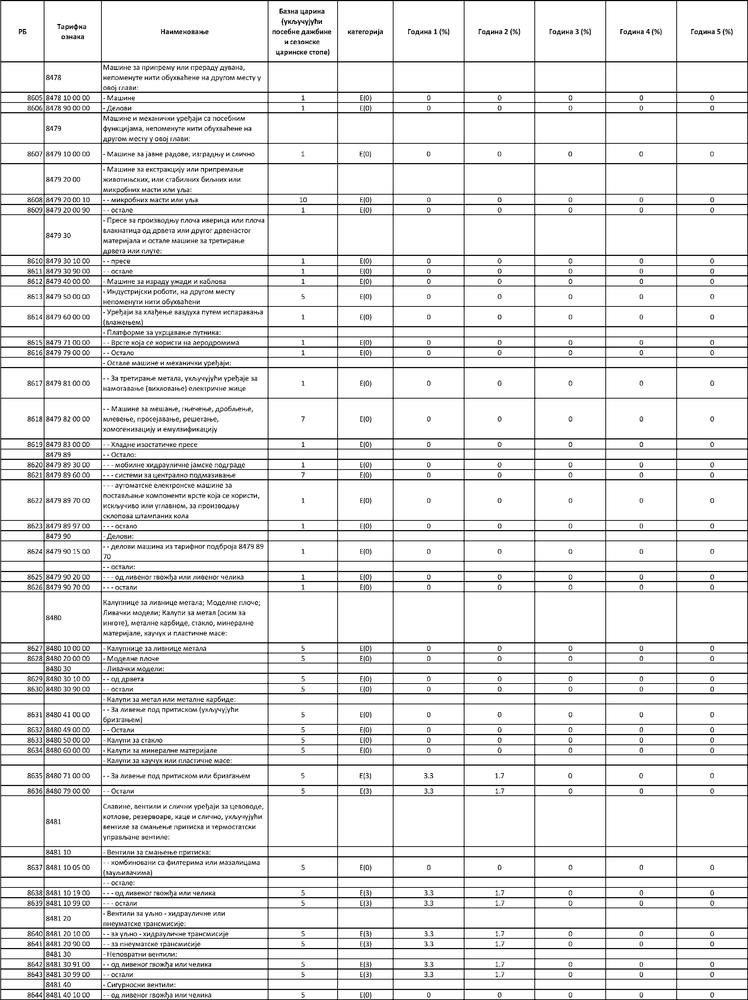 РБ Тарифна ознака Наименовање Базна царина (укључујући посебне дажбине и сезонске царинске стопе) категорија Година 1 (%) Година 2 (%) Година 3 (%) Година 4 (%) Година 5 (%)
8478 Машине за припрему или прераду дувана, непоменуте нити обухваћене на другом месту у овој глави:
8605 8478 10 00 00 - Машине 1 E(0) 0 0 0 0 0
8606 8478 90 00 00 - Делови 1 E(0) 0 0 0 0 0
8479 Машине и механички уређаји са посебним функцијама, непоменуте нити обухваћене на другом месту у овој глави:
8607 8479 10 00 00 - Машине за јавне радове, изградњу и слично 1 E(0) 0 0 0 0 0
8479 20 00 - Машине за екстракцију или припремање животињских, или стабилних биљних или микробних масти или уља:
8608 8479 20 00 10 - - микробних масти или уља 10 E(0) 0 0 0 0 0
8609 8479 20 00 90 - - остале 1 E(0) 0 0 0 0 0
8479 30 - Пресе за производњу плоча иверица или плоча влакнатица од дрвета или другог дрвенастог материјала и остале машине за третирање дрвета или плуте:
8610 8479 30 10 00 - - пресе 1 E(0) 0 0 0 0 0
8611 8479 30 90 00 - - остале 1 E(0) 0 0 0 0 0
8612 8479 40 00 00 - Машине за израду ужади и каблова 1 E(0) 0 0 0 0 0
8613 8479 50 00 00 - Индустријски роботи, на другом месту непоменути нити обухваћени 5 E(0) 0 0 0 0 0
8614 8479 60 00 00 - Уређаји за хлађење ваздуха путем испаравања (влажењем) 1 E(0) 0 0 0 0 0
- Платформе за укрцавање путника:
8615 8479 71 00 00 - - Врсте која се користи на аеродромима 1 E(0) 0 0 0 0 0
8616 8479 79 00 00 - - Остало 1 E(0) 0 0 0 0 0
- Остале машине и механички уређаји:
8617 8479 81 00 00 - - За третирање метала, укључујући уређаје за намотавање (викловање) електричне жице 1 E(0) 0 0 0 0 0
8618 8479 82 00 00 - - Машине за мешање, гњечење, дробљење, млевење, просејавање, решетање, хомогенизацију и емулзификацију 7 E(0) 0 0 0 0 0
8619 8479 83 00 00 - - Хладне изостатичке пресе 1 E(0) 0 0 0 0 0
8479 89 - - Остало:
8620 8479 89 30 00 - - - мобилне хидрауличне јамске подграде 1 E(0) 0 0 0 0 0
8621 8479 89 60 00 - - - системи за централно подмазивање 7 E(0) 0 0 0 0 0
8622 8479 89 70 00 - - - аутоматске електронске машине за постављање компоненти врсте која се користи, искључиво или углавном, за производњу склопова штампаних кола 1 E(0) 0 0 0 0 0
8623 8479 89 97 00 - - - остало 1 E(0) 0 0 0 0 0
8479 90 - Делови:
8624 8479 90 15 00 - - делови машина из тарифног подброја 8479 89 70 1 E(0) 0 0 0 0 0
- - остали:
8625 8479 90 20 00 - - - од ливеног гвожђа или ливеног челика 1 E(0) 0 0 0 0 0
8626 8479 90 70 00 - - - остали 1 E(0) 0 0 0 0 0
8480 Калупнице за ливнице метала; Моделне плоче; Ливачки модели; Калупи за метал (осим за инготе), металне карбиде, стакло, минералне материјале, каучук и пластичне масе:
8627 8480 10 00 00 - Калупнице за ливнице метала 5 E(0) 0 0 0 0 0
8628 8480 20 00 00 - Моделне плоче 5 E(0) 0 0 0 0 0
8480 30 - Ливачки модели:
8629 8480 30 10 00 - - од дрвета 5 E(0) 0 0 0 0 0
8630 8480 30 90 00 - - остали 5 E(0) 0 0 0 0 0
- Калупи за метал или металне карбиде:
8631 8480 41 00 00 - - За ливење под притиском (укључујући бризгањем) 5 E(0) 0 0 0 0 0
8632 8480 49 00 00 - - Остали 5 E(0) 0 0 0 0 0
8633 8480 50 00 00 - Калупи за стакло 5 E(0) 0 0 0 0 0
8634 8480 60 00 00 - Калупи за минералне материјале 5 E(0) 0 0 0 0 0
- Калупи за каучук или пластичне масе:
8635 8480 71 00 00 - - За ливење под притиском или бризгањем 5 E(3) 3.3 1.7 0 0 0
8636 8480 79 00 00 - - Остали 5 E(3) 3.3 1.7 0 0 0
8481 Славине, вентили и слични уређаји за цевоводе, котлове, резервоаре, каце и слично, укључујући вентиле за смањење притиска и термостатски управљане вентиле:
8481 10 - Вентили за смањење притиска:
8637 8481 10 05 00 - - комбиновани са филтерима или мазалицама (зауљивачима) 5 E(0) 0 0 0 0 0
- - остале:
8638 8481 10 19 00 - - - од ливеног гвожђа или челика 5 E(3) 3.3 1.7 0 0 0
8639 8481 10 99 00 - - - остали 5 E(3) 3.3 1.7 0 0 0
8481 20 - Вентили за уљно - хидрауличне или пнеуматске трансмисије:
8640 8481 20 10 00 - - за уљно - хидрауличне трансмисије 5 E(3) 3.3 1.7 0 0 0
8641 8481 20 90 00 - - за пнеуматске трансмисије 5 E(3) 3.3 1.7 0 0 0
8481 30 - Неповратни вентили:
8642 8481 30 91 00 - - од ливеног гвожђа или челика 5 E(3) 3.3 1.7 0 0 0
8643 8481 30 99 00 - - остали 5 E(3) 3.3 1.7 0 0 0
8481 40 - Сигурносни вентили:
8644 8481 40 10 00 - - од ливеног гвожђа или челика 5 E(0) 0 0 0 0 0